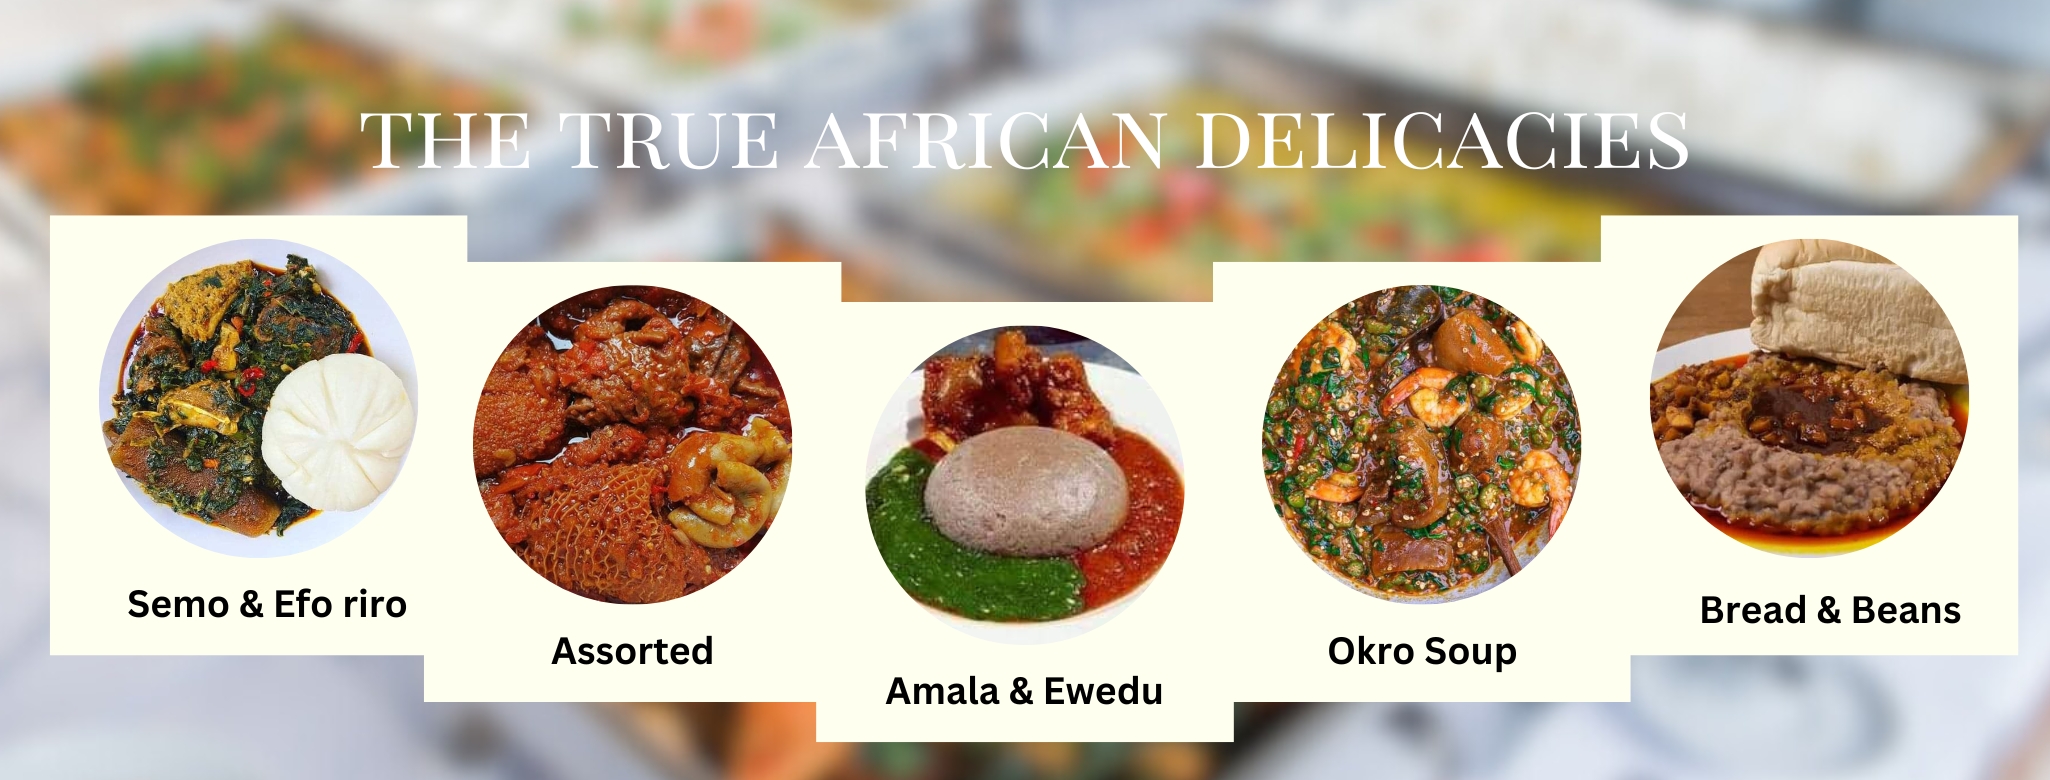 THE TRUE AFRICAN DELICACIES
Semo & Efo riro
Assorted
Amala & Ewedu
Okro Soup
Bread & Beans